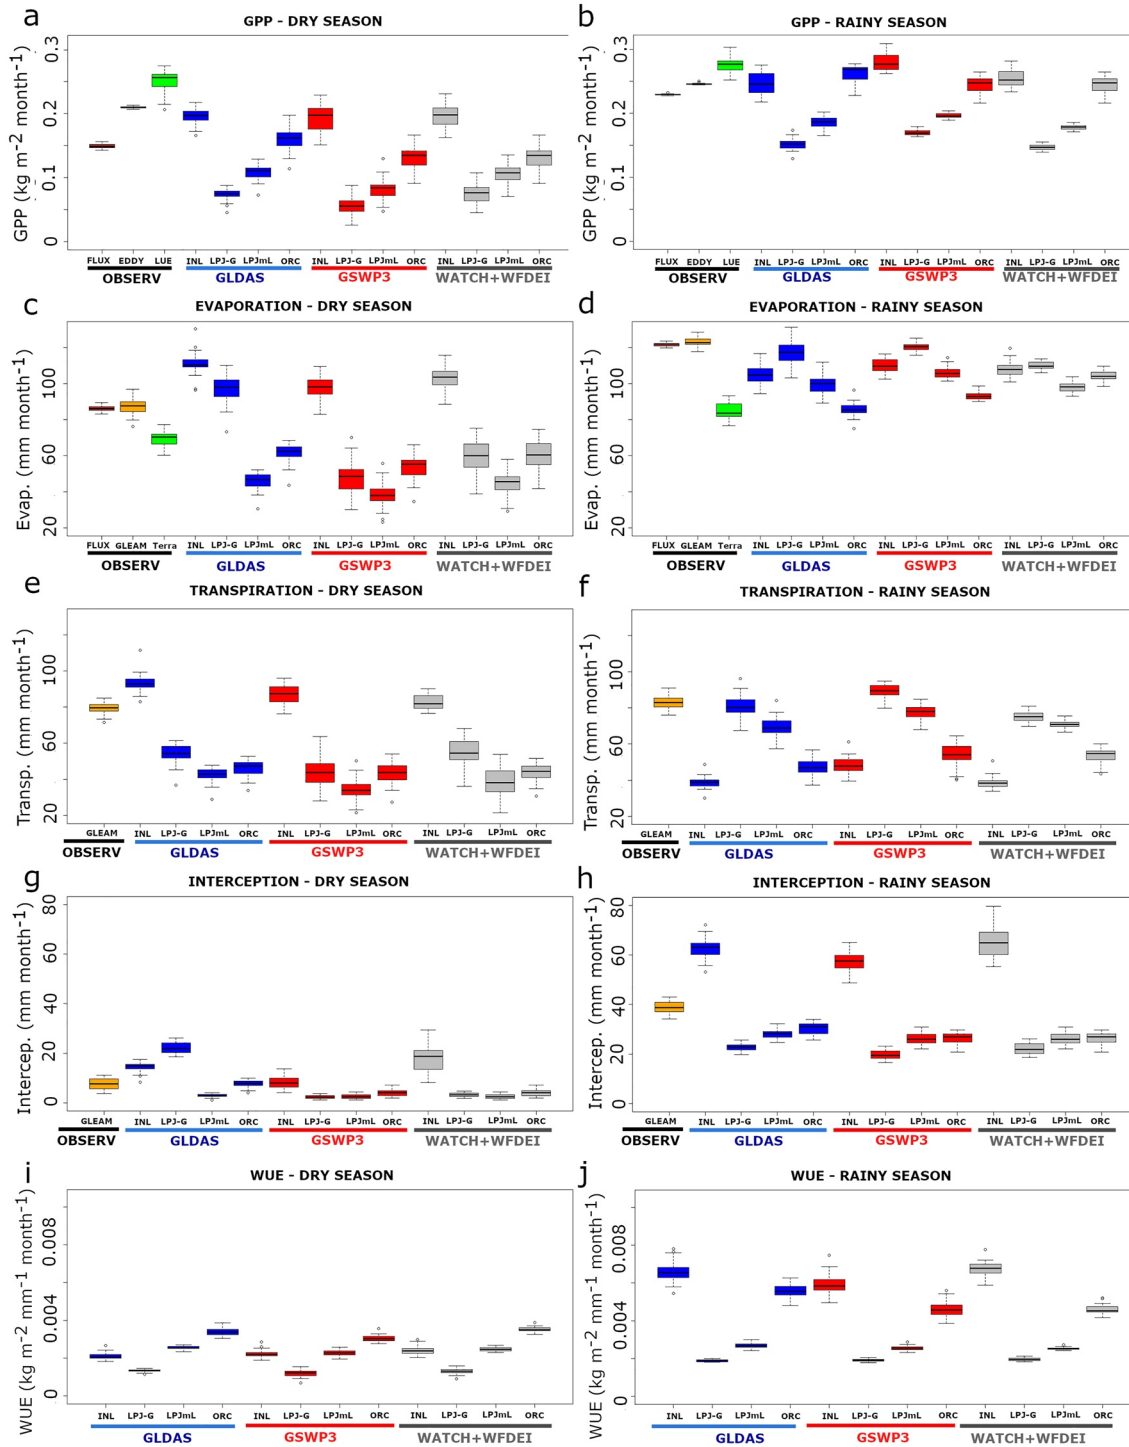 a
GPP - DRY SEASON
GPP (kg m-2 month-1)
0.3
0.2
0.1
0
FLUX EDDY LUE INL LPJ-G LPJmL ORC INL LPJ-G LPJmL ORC INL LPJ-G LPJmL ORC
OBSERV GLDAS GSWP3 WATCH+WFDEI
b
GPP - RAINY SEASON
GPP (kg m-2 month-1)
0.3
0.2
0.1
0
FLUX EDDY LUE INL LPJ-G LPJmL ORC INL LPJ-G LPJmL ORC INL LPJ-G LPJmL ORC
OBSERV GLDAS GSWP3 WATCH+WFDEI
c
EVAPORATION - DRY SEASON
Evap. (mm month-1)
100
60
20
FLUX GLEAM Terra INL LPJ-G LPJmL ORC INL LPJ-G LPJmL ORC INL LPJ-G LPJmL ORC
OBSERV GLDAS GSWP3 WATCH+WFDEI
d
EVAPORATION - RAINY SEASON
Evap. (mm month-1)
100
60
20
FLUX GLEAM Terra INL LPJ-G LPJmL ORC INL LPJ-G LPJmL ORC INL LPJ-G LPJmL ORC
OBSERV GLDAS GSWP3 WATCH+WFDEI
e
TRANSPIRATION - DRY SEASON
Transp. (mm month-1)
100
60
20
GLEAM INL LPJ-G LPJmL ORC INL LPJ-G LPJmL ORC INL LPJ-G LPJmL ORC
OBSERV GLDAS GSWP3 WATCH+WFDEI
f
TRANSPIRATION - RAINY SEASON
Transp. (mm month-1)
100
60
20
GLEAM INL LPJ-G LPJmL ORC INL LPJ-G LPJmL ORC INL LPJ-G LPJmL ORC
OBSERV GLDAS GSWP3 WATCH+WFDEI
g
INTERCEPTION - DRY SEASON
Intercep. (mm month-1)
80
60
40
20
0
GLEAM INL LPJ-G LPJmL ORC INL LPJ-G LPJmL ORC INL LPJ-G LPJmL ORC
OBSERV GLDAS GSWP3 WATCH+WFDEI
h
INTERCEPTION - RAINY SEASON
Intercep. (mm month-1)
80
60
40
20
0
GLEAM INL LPJ-G LPJmL ORC INL LPJ-G LPJmL ORC INL LPJ-G LPJmL ORC
OBSERV GLDAS GSWP3 WATCH+WFDEI
i
WUE - DRY SEASON
WUE (kg m-2 mm-1 month-1)
0.008
0.004
0
INL LPJ-G LPJmL ORC INL LPJ-G LPJmL ORC INL LPJ-G LPJmL ORC
GLDAS GSWP3 WATCH+WFDEI
j
WUE - RAINY SEASON
WUE (kg m-2 mm-1 month-1)
0.008
0.004
0
INL LPJ-G LPJmL ORC INL LPJ-G LPJmL ORC INL LPJ-G LPJmL ORC
GLDAS GSWP3 WATCH+WFDEI